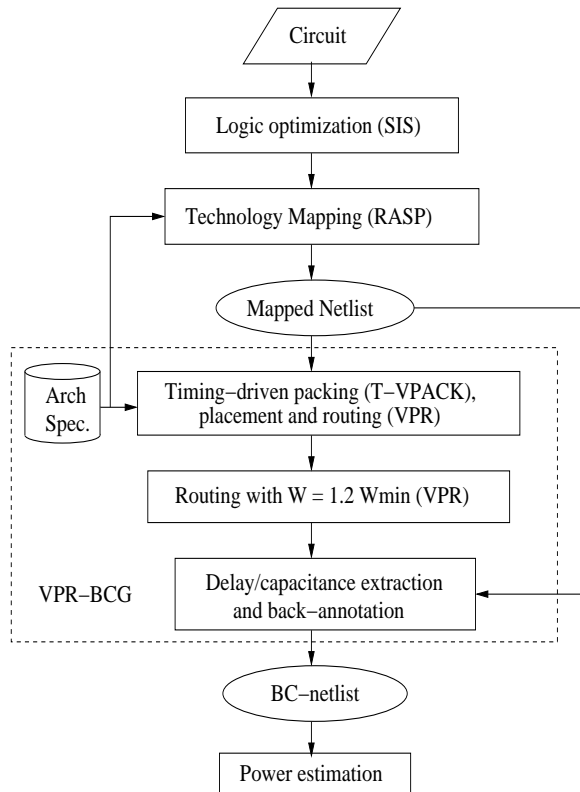 Circuit
Logic optimization (SIS)
Technology Mapping (RASP)
Mapped Netlist
Arch
Spec.
Timing−driven packing (T−VPACK),
placement and routing (VPR)
Routing with W = 1.2 Wmin (VPR)
VPR−BCG
Delay/capacitance extraction
and back−annotation
BC−netlist
Power estimation